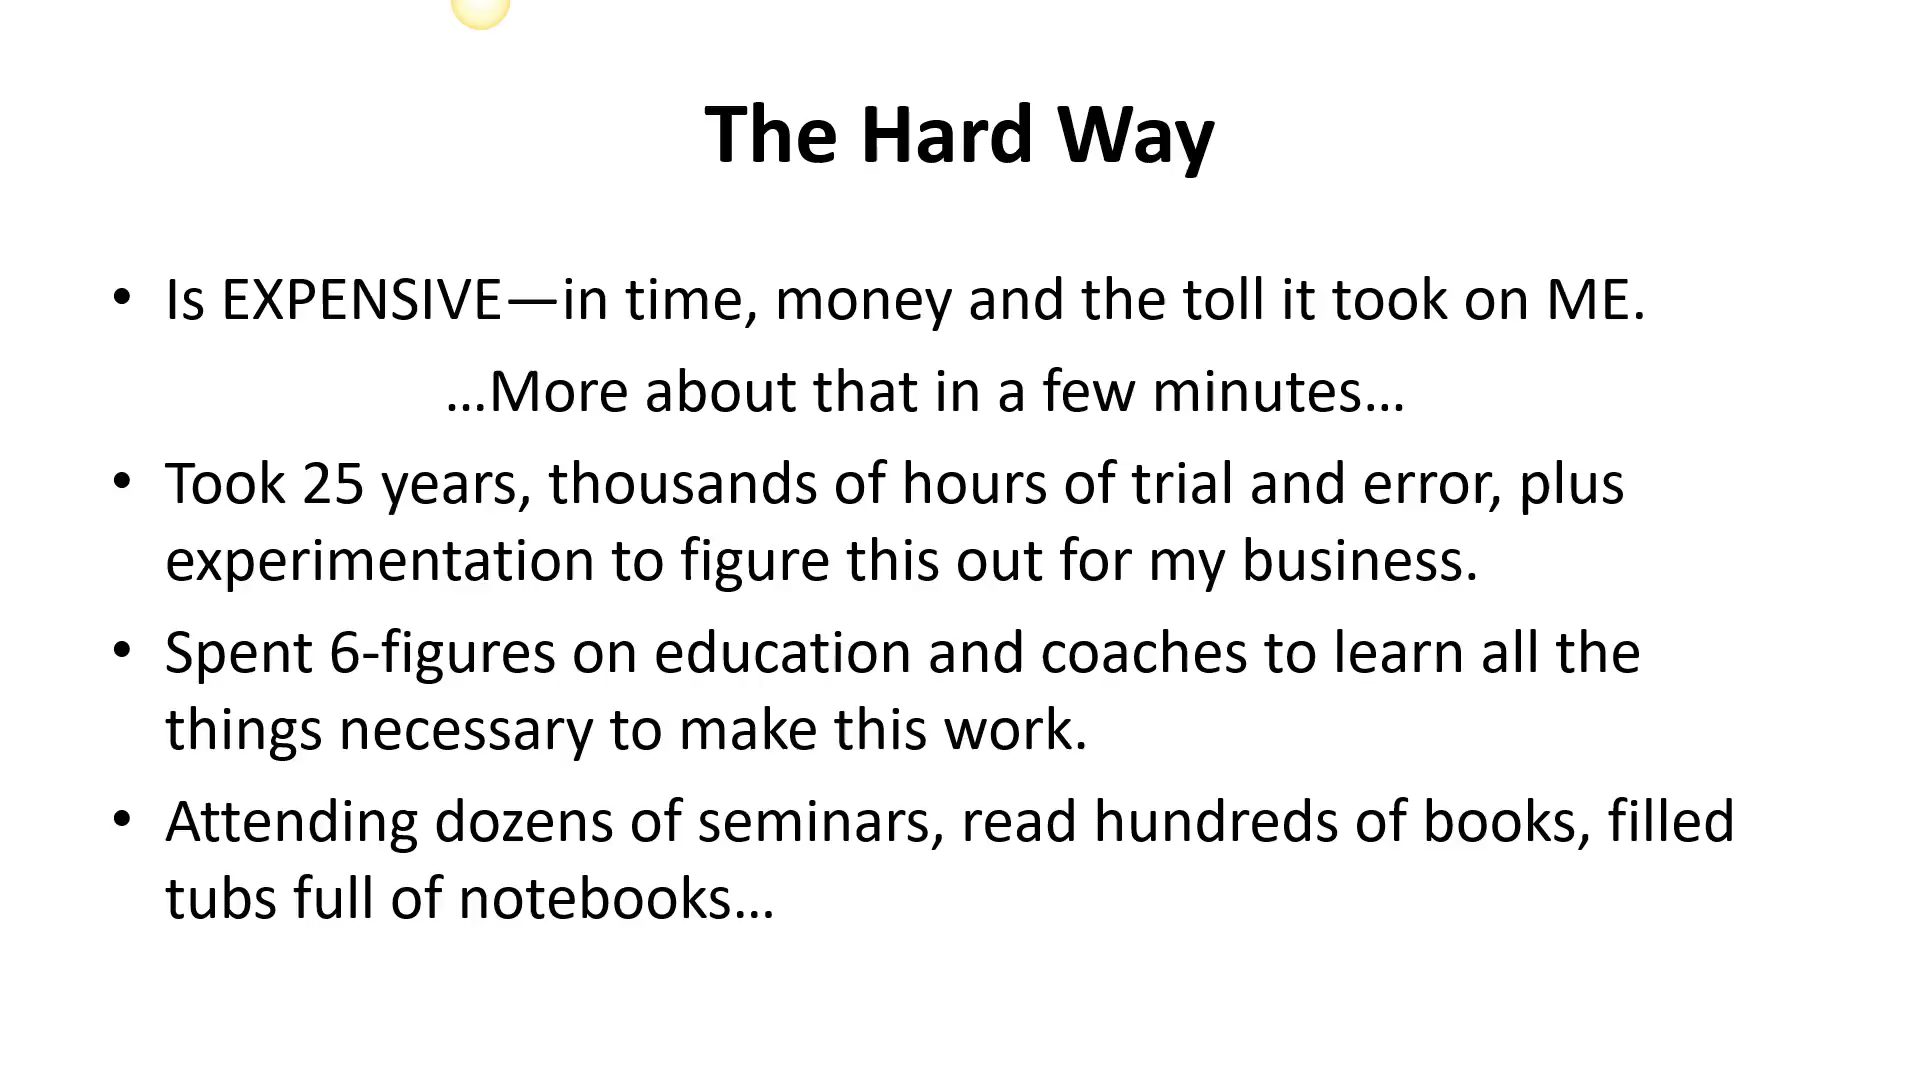 The Hard Way
• Is EXPENSIVE—in time, money and the toll it took on ME.
…More about that in a few minutes…
• Took 25 years, thousands of hours of trial and error, plus
experimentation to figure this out for my business.
• Spent 6-figures on education and coaches to learn all the
things necessary to make this work.
• Attending dozens of seminars, read hundreds of books, filled
tubs full of notebooks…